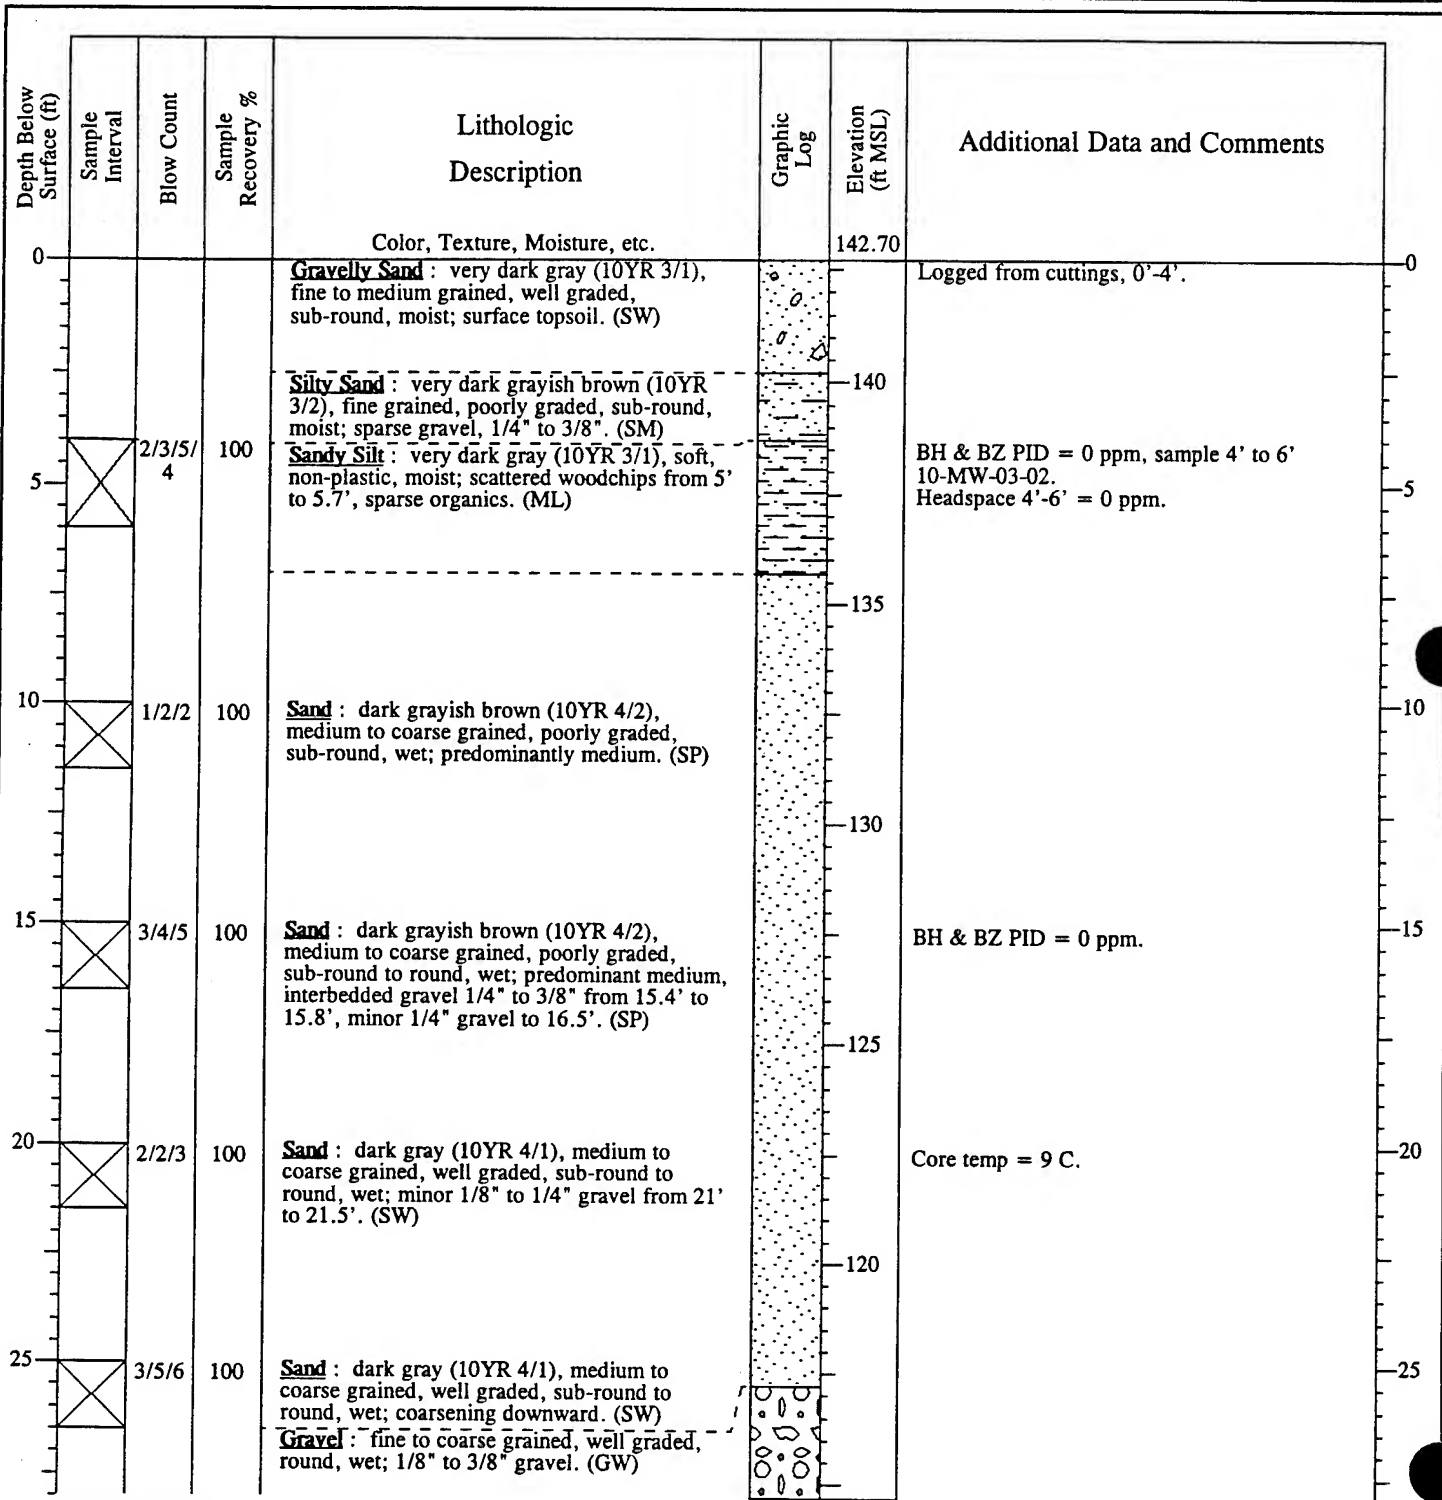 Depth Below
Surface (ft)
Sample
Interval
Blow Count
Sample
Recovery %
Lithologic
Description
Color, Texture, Moisture, etc.
Graphic
Log
Elevation
(ft MSL)
142.70
Additional Data and Comments
0
Gravelly Sand : very dark gray (10YR 3/1),
fine to medium grained, well graded,
sub-round, moist; surface topsoil. (SW)
Logged from cuttings, 0'-4'.
0
Silty Sand : very dark grayish brown (10YR
3/2), fine grained, poorly graded, sub-round,
moist; sparse gravel, 1/4" to 3/8". (SM)
140
2/3/5/
4
100
Sandy Silt : very dark gray (10YR 3/1), soft,
non-plastic, moist; scattered woodchips from 5'
to 5.7', sparse organics. (ML)
BH & BZ PID = 0 ppm, sample 4' to 6'
10-MW-03-02.
Headspace 4'-6' = 0 ppm.
5
5
135
10
1/2/2
100
Sand : dark grayish brown (10YR 4/2),
medium to coarse grained, poorly graded,
sub-round, wet; predominantly medium. (SP)
10
130
15
3/4/5
100
Sand : dark grayish brown (10YR 4/2),
medium to coarse grained, poorly graded,
sub-round to round, wet; predominant medium,
interbedded gravel 1/4" to 3/8" from 15.4' to
15.8', minor 1/4" gravel to 16.5'. (SP)
BH & BZ PID = 0 ppm.
15
125
20
2/2/3
100
Sand : dark gray (10YR 4/1), medium to
coarse grained, well graded, sub-round to
round, wet; minor 1/8" to 1/4" gravel from 21'
to 21.5'. (SW)
Core temp = 9 C.
20
120
25
3/5/6
100
Sand : dark gray (10YR 4/1), medium to
coarse grained, well graded, sub-round to
round, wet; coarsening downward. (SW)
25
Gravel : fine to coarse grained, well graded,
round, wet; 1/8" to 3/8" gravel. (GW)